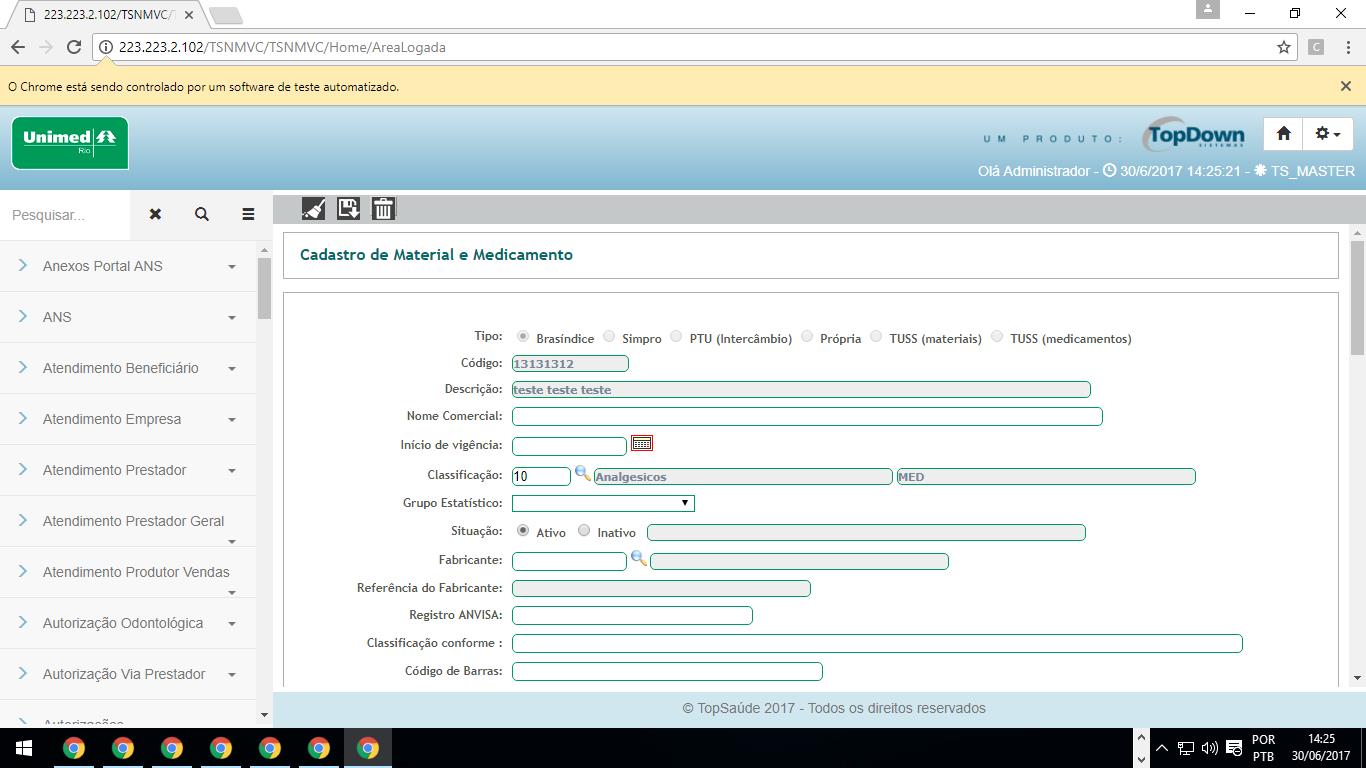 223.223.2.102/TSNMVC/T
223.223.2.102/TSNMVC/TSNMVC/Home/AreaLogada
C
O Chrome está sendo controlado por um software de teste automatizado.
Unimed
Rio
UM PRODUTO:
TopDown
SISTEMAS
Olá Administrador - 30/6/2017 14:25:21 - TS_MASTER
Pesquisar...
Anexos Portal ANS
ANS
Atendimento Beneficiário
Atendimento Empresa
Atendimento Prestador
Atendimento Prestador Geral
Atendimento Produtor Vendas
Autorização Odontológica
Autorização Via Prestador
Autorizações
Cadastro de Material e Medicamento
Tipo: Brasíndice Simpro PTU (Intercâmbio) Própria TUSS (materiais) TUSS (medicamentos)
Código: 13131312
Descrição: teste teste teste
Nome Comercial:
Início de vigência:
Classificação: 10 Analgesicos MED
Grupo Estatístico:
Situação: Ativo Inativo
Fabricante:
Referência do Fabricante:
Registro ANVISA:
Classificação conforme :
Código de Barras:
© TopSaúde 2017 - Todos os direitos reservados
POR
PTB
14:25
30/06/2017